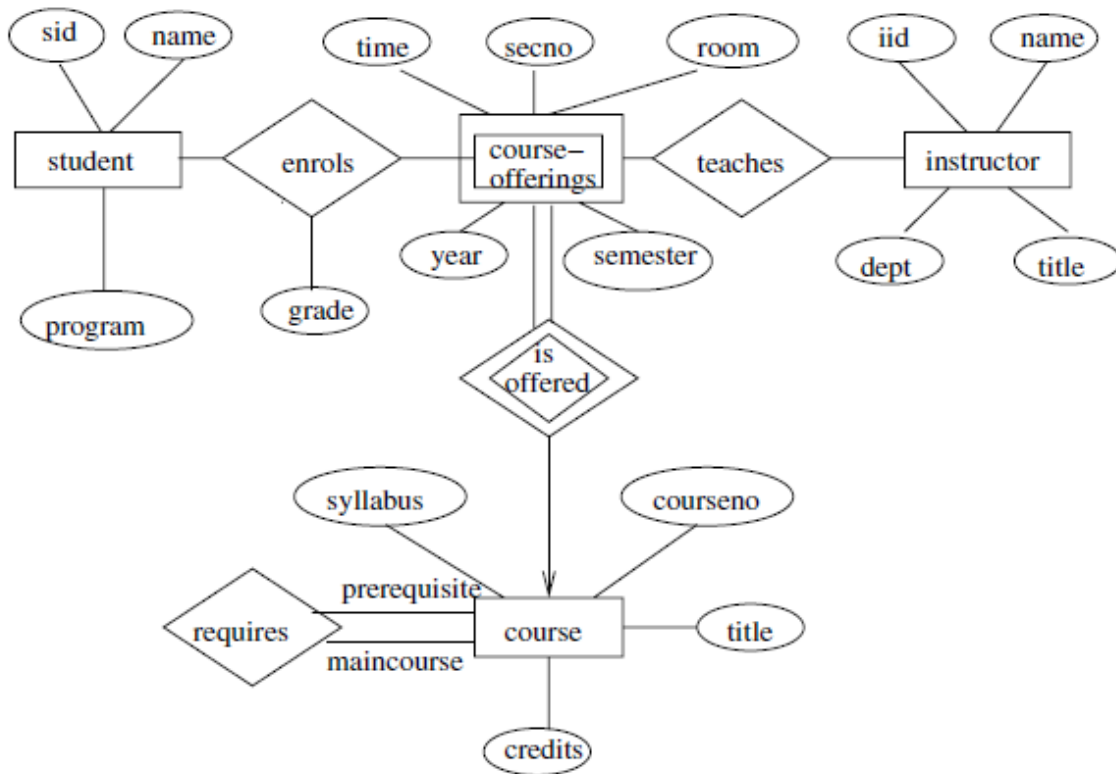 sid
name
time
secno
room
iid
name
student
enrols
course–
offerings
teaches
instructor
year
semester
dept
title
program
grade
is
offered
syllabus
courseno
prerequisite
requires
course
title
maincourse
credits